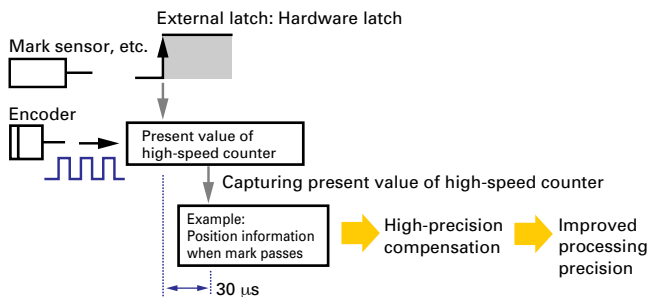 External latch: Hardware latch
Mark sensor, etc.
Encoder
Present value of
high-speed counter
Capturing present value of high-speed counter
Example:
Position information
when mark passes
High-precision
compensation
Improved
processing
precision
30 µs